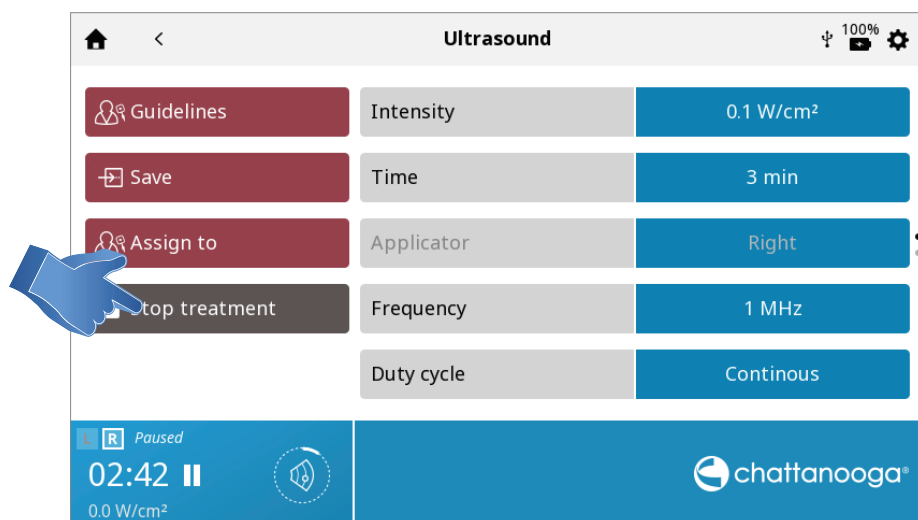 Ultrasound
100%
Guidelines
Intensity
0.1 W/cm²
Save
Time
3 min
Assign to
Applicator
Right
Stop treatment
Frequency
1 MHz
Duty cycle
Continous
L R Paused
02:42
0.0 W/cm²
chattanooga®